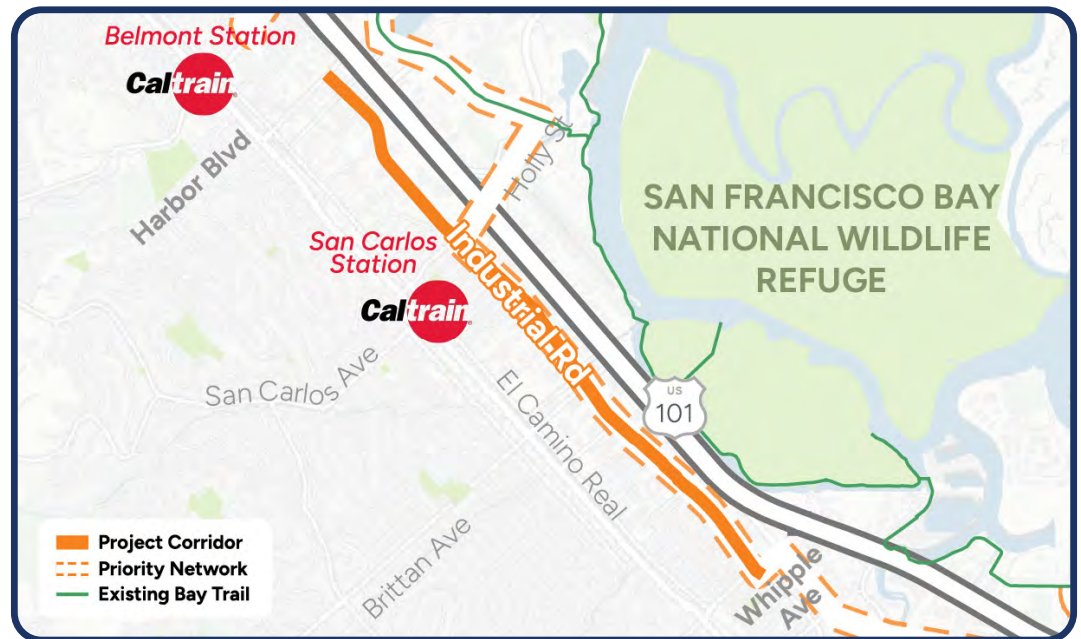 Belmont Station
Caltrain
Harbor Blvd
Holly St
SAN FRANCISCO BAY
NATIONAL WILDLIFE
REFUGE
San Carlos
Station
Caltrain
Industrial Rd
US
101
San Carlos Ave
El Camino Real
Brittan Ave
Whipple
Ave
Project Corridor
Priority Network
Existing Bay Trail